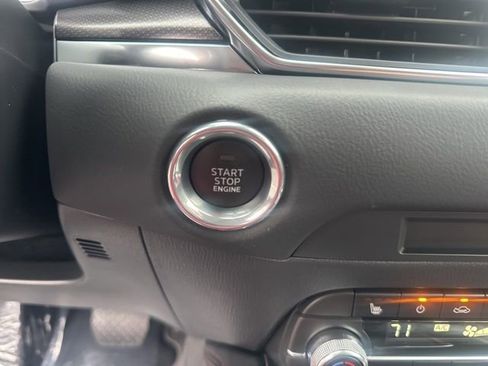 START
STOP
ENGINE
71 A/C